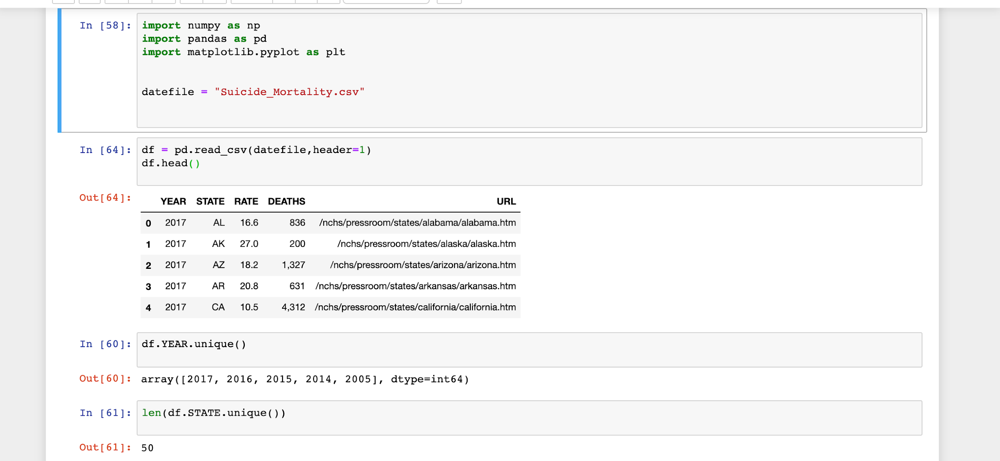 In [58]: import numpy as np
import pandas as pd
import matplotlib.pyplot as plt
datefile = "Suicide_Mortality.csv"
In [64]: df = pd.read_csv(datefile,header=1)
df.head()
Out[64]:
YEAR STATE RATE DEATHS URL
0 2017 AL 16.6 836 /nchs/pressroom/states/alabama/alabama.htm
1 2017 AK 27.0 200 /nchs/pressroom/states/alaska/alaska.htm
2 2017 AZ 18.2 1,327 /nchs/pressroom/states/arizona/arizona.htm
3 2017 AR 20.8 631 /nchs/pressroom/states/arkansas/arkansas.htm
4 2017 CA 10.5 4,312 /nchs/pressroom/states/california/california.htm
In [60]: df.YEAR.unique()
Out[60]: array([2017, 2016, 2015, 2014, 2005], dtype=int64)
In [61]: len(df.STATE.unique())
Out[61]: 50